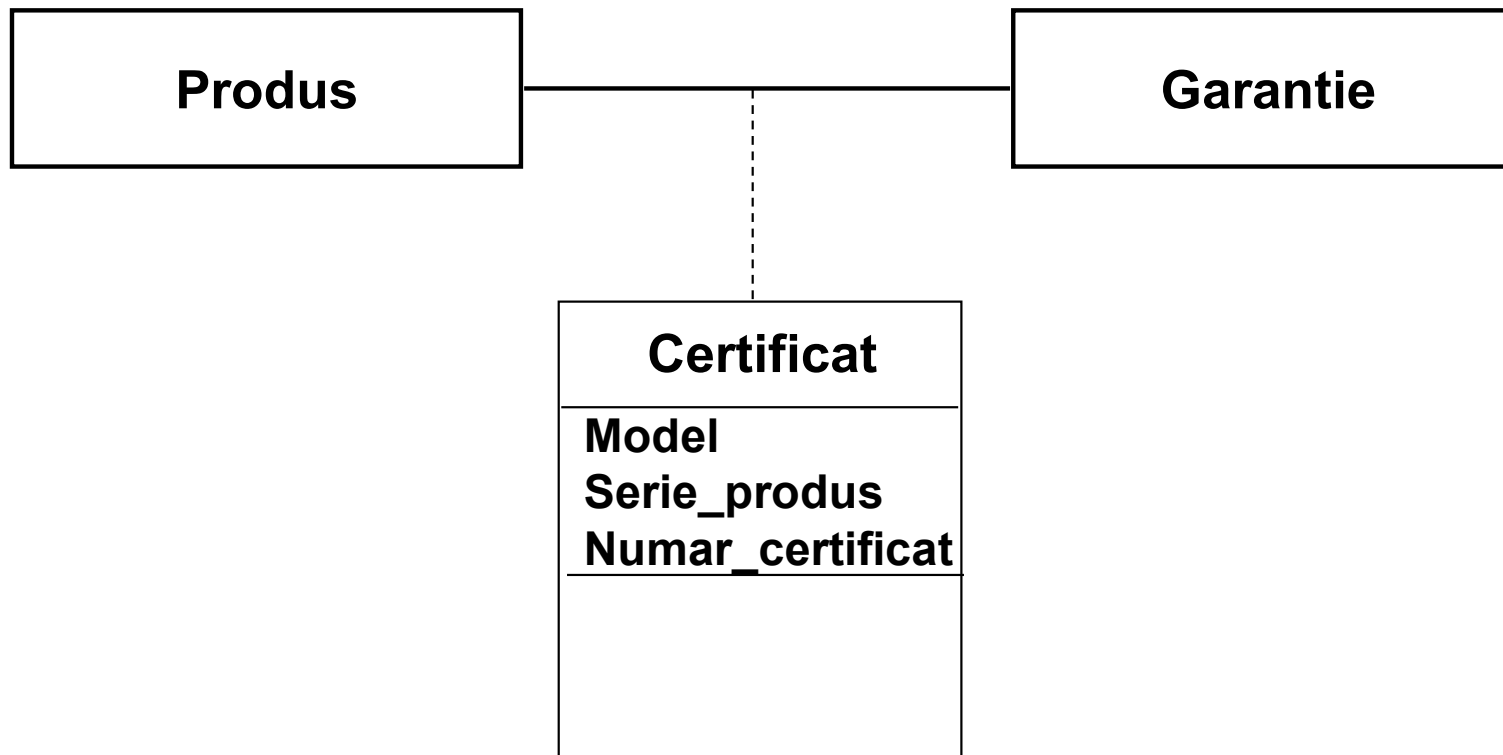 Produs
Garantie
Certificat
Model
Serie_produs
Numar_certificat